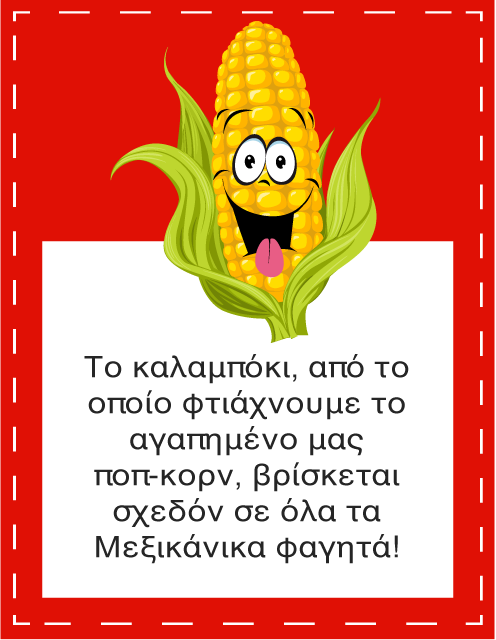 Το καλαμπόκι, από το
οποίο φτιάχνουμε το
αγαπημένο μας
ποπ-κορν, βρίσκεται
σχεδόν σε όλα τα
Μεξικάνικα φαγητά!